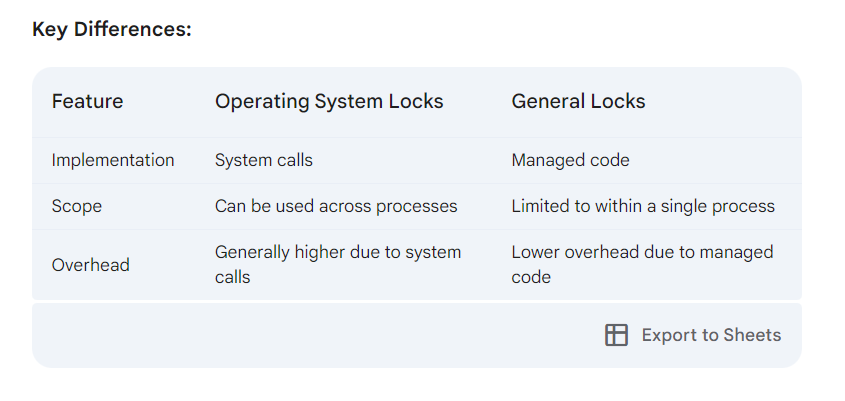 Key Differences:
Feature Operating System Locks General Locks
Implementation System calls Managed code
Scope Can be used across processes Limited to within a single process
Overhead Generally higher due to system calls Lower overhead due to managed code
Export to Sheets